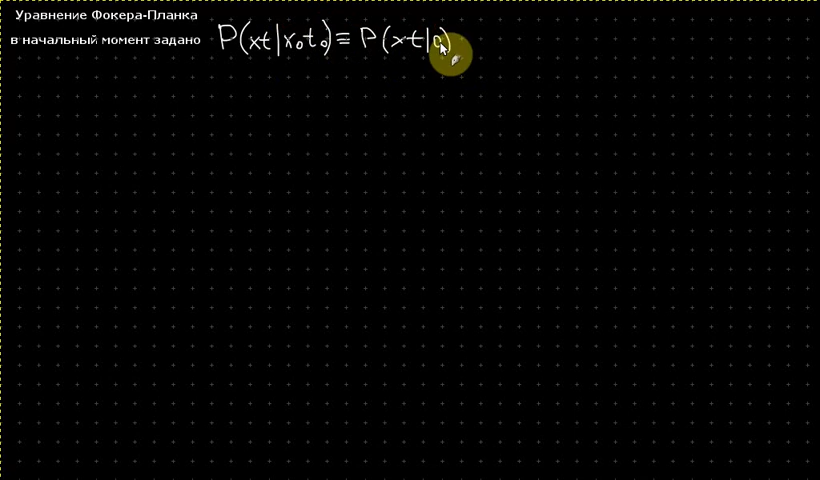 Уравнение Фокера-Планка
в начальный момент задано P(xt|x₀t₀)≡P(xt|0)